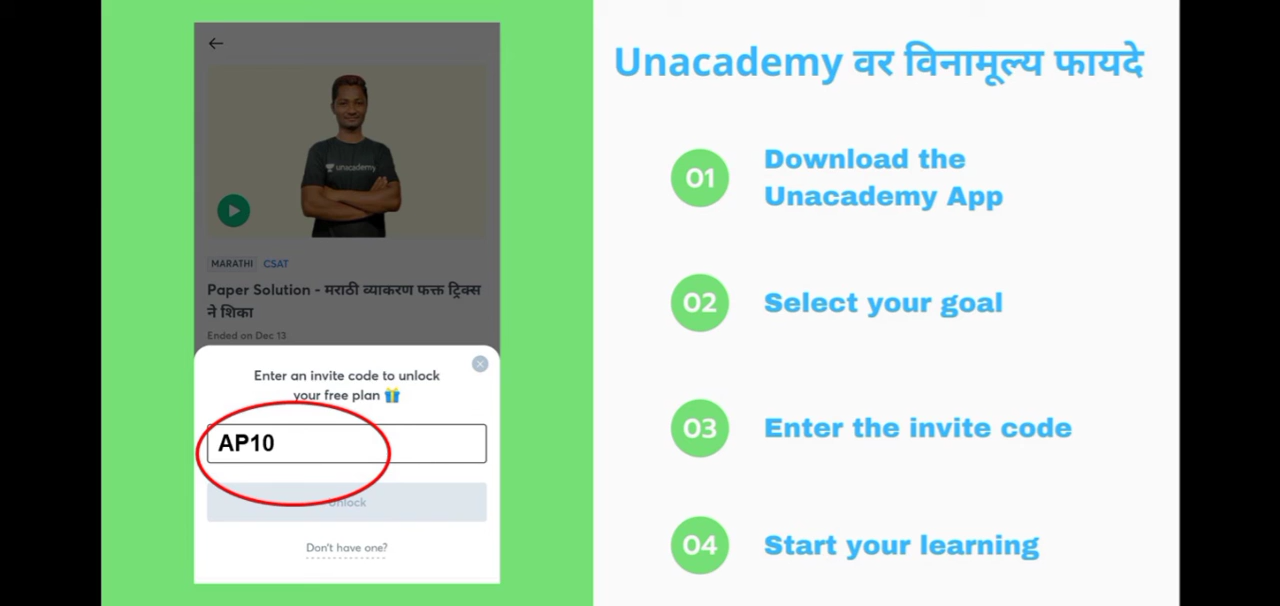 unacademy
MARATHI CSAT
Paper Solution - मराठी व्याकरण फक्त ट्रिक्स
ने शिका
Ended on Dec 13
Enter an invite code to unlock
your free plan
AP10
Unlock
Don't have one?
Unacademy वर विनामूल्य फायदे
01
Download the
Unacademy App
02
Select your goal
03
Enter the invite code
04
Start your learning